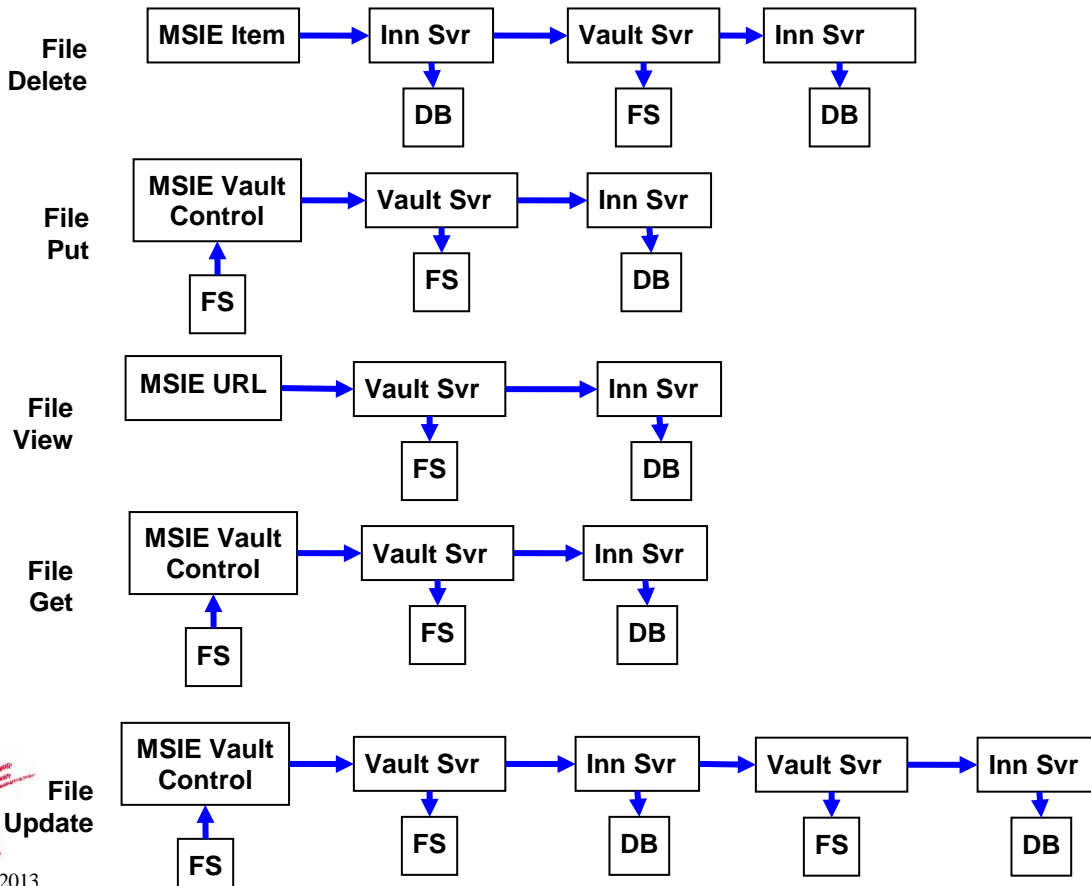 File
Delete
MSIE Item
Inn Svr
Vault Svr
Inn Svr
DB
FS
DB
File
Put
MSIE Vault
Control
Vault Svr
Inn Svr
FS
FS
DB
File
View
MSIE URL
Vault Svr
Inn Svr
FS
DB
File
Get
MSIE Vault
Control
Vault Svr
Inn Svr
FS
FS
DB
File
Update
MSIE Vault
Control
Vault Svr
Inn Svr
Vault Svr
Inn Svr
FS
FS
DB
FS
DB
2013